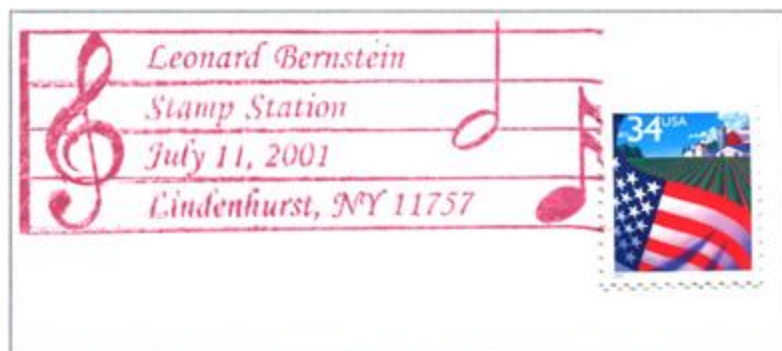 Leonard Bernstein
Stamp Station
July 11, 2001
Lindenhurst, NY 11757
34 USA